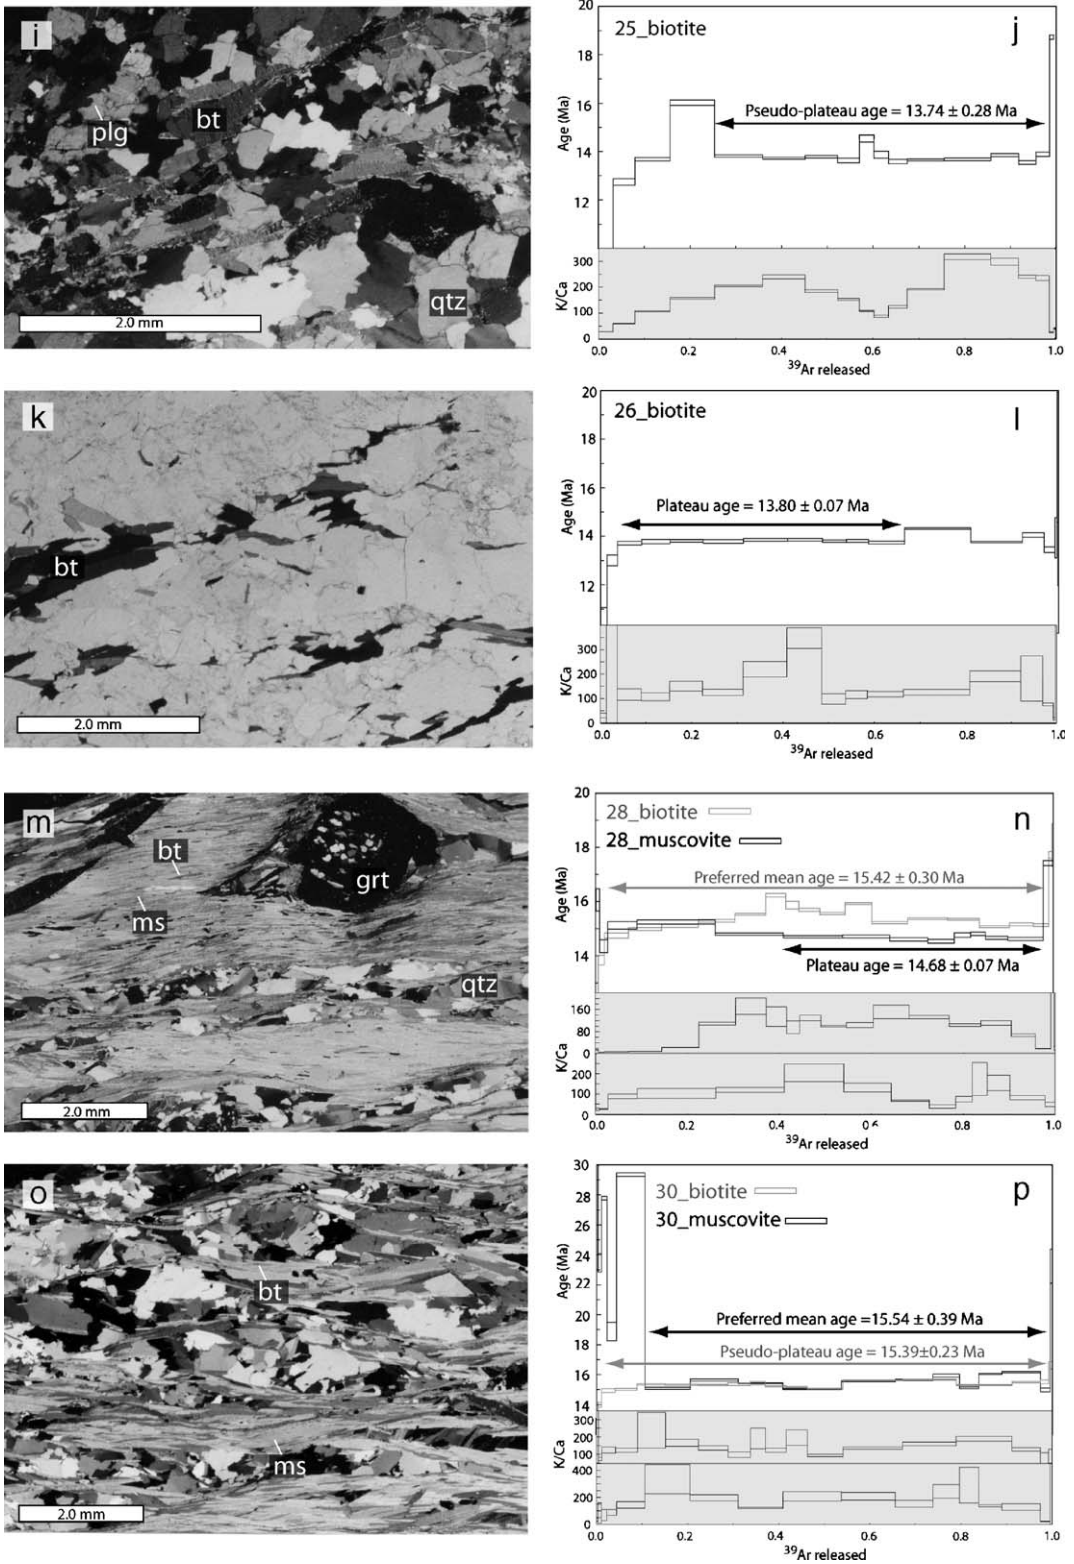 i
plg
bt
qtz
2.0 mm
25_biotite
j
Pseudo-plateau age = 13.74 ± 0.28 Ma
Age (Ma)
20
18
16
14
12
K/Ca
300
200
100
0
0.0 0.2 0.4 0.6 0.8 1.0
39Ar released
k
bt
2.0 mm
26_biotite
l
Plateau age = 13.80 ± 0.07 Ma
Age (Ma)
20
18
16
14
12
K/Ca
300
200
100
0
0.0 0.2 0.4 0.6 0.8 1.0
39Ar released
m
bt
ms
grt
qtz
2.0 mm
28_biotite
28_muscovite
n
Preferred mean age = 15.42 ± 0.30 Ma
Plateau age = 14.68 ± 0.07 Ma
Age (Ma)
20
18
16
14
K/Ca
160
80
0
200
100
0
0.0 0.2 0.4 0.6 0.8 1.0
39Ar released
o
bt
ms
2.0 mm
30_biotite
30_muscovite
p
Preferred mean age =15.54 ± 0.39 Ma
Pseudo-plateau age = 15.39±0.23 Ma
Age (Ma)
30
28
26
24
22
20
18
16
14
K/Ca
300
200
100
400
200
0
0.0 0.2 0.4 0.6 0.8 1.0
39Ar released